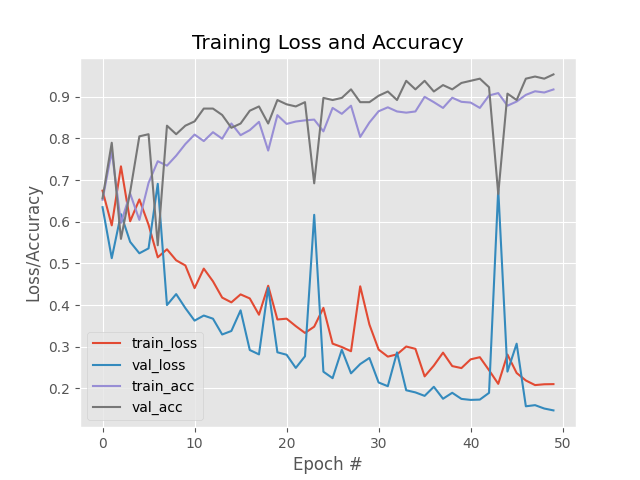 Training Loss and Accuracy
Loss/Accuracy
0.9
0.8
0.7
0.6
0.5
0.4
0.3
0.2
train_loss
val_loss
train_acc
val_acc
0 10 20 30 40 50
Epoch #